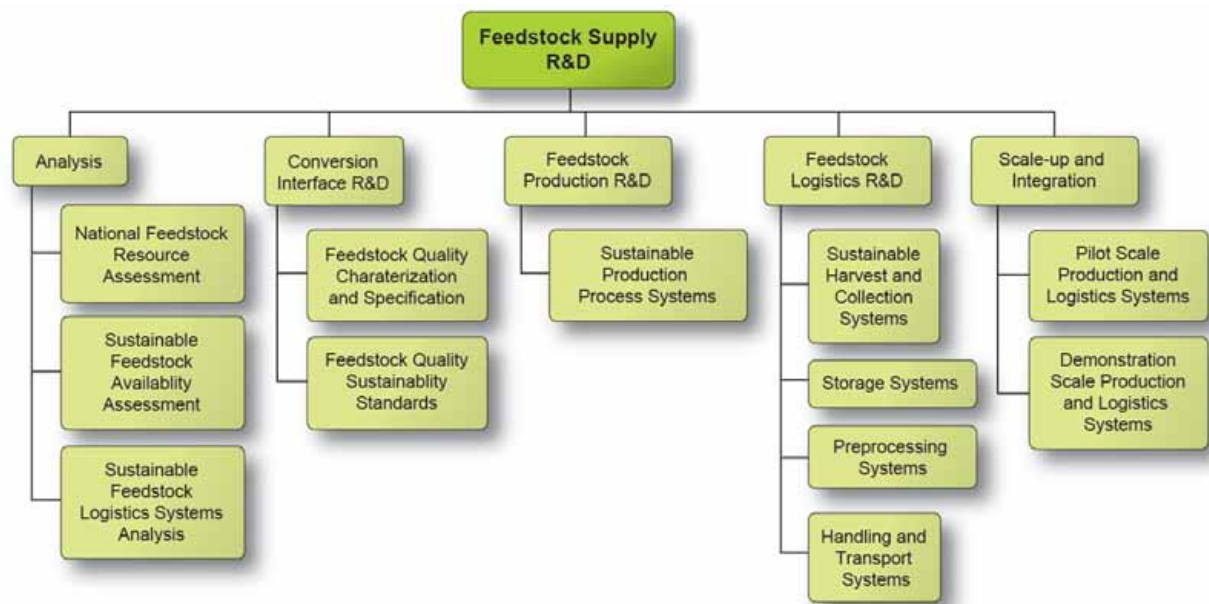 Feedstock Supply
R&D
Analysis
National Feedstock
Resource
Assessment
Sustainable
Feedstock
Availablity
Assessment
Sustainable
Feedstock
Logistics Systems
Analysis
Conversion
Interface R&D
Feedstock Quality
Charaterization
and Specification
Feedstock Quality
Sustainablity
Standards
Feedstock
Production R&D
Sustainable
Production
Process Systems
Feedstock
Logistics R&D
Sustainable
Harvest and
Collection
Systems
Storage Systems
Preprocessing
Systems
Handling and
Transport
Systems
Scale-up and
Integration
Pilot Scale
Production and
Logistics Systems
Demonstration
Scale Production
and Logistics
Systems